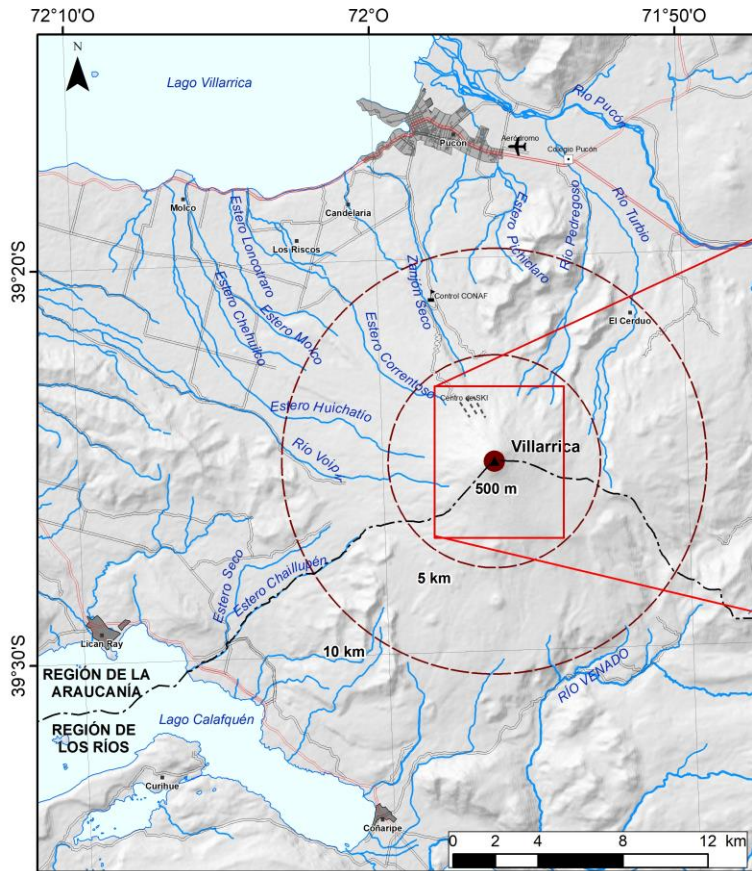 72°10'O
72°O
71°50'O
N
Lago Villarrica
Río Pucón
Pucón
Aeródromo
Colegio Pucón
Molco
Candelaria
Los Riscos
Estero Loncotraro
Zanjón Seco
Estero Pichiclaro
Río Pedregoso
Río Turbio
39°20'S
Control CONAF
El Cerduo
Estero Chehuilco
Estero Molco
Estero Correntoso
Centro de SKI
Estero Huichatio
Río Voipir
Villarrica
500 m
Estero Seco
Estero Chaillupén
5 km
10 km
Lican Ray
39°30'S
REGIÓN DE LA
ARAUCANÍA
REGIÓN DE
LOS RÍOS
Lago Calafquén
RÍO VENADO
Curihue
Coñaripe
0 2 4 8 12 km